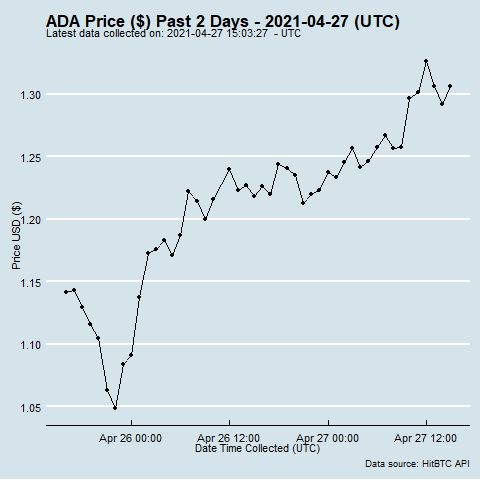 ADA Price ($) Past 2 Days - 2021-04-27 (UTC)
Latest data collected on: 2021-04-27 15:03:27  - UTC
1.30
1.25
1.20
1.15
1.10
1.05
Price USD ($)
Apr 26 00:00
Apr 26 12:00
Apr 27 00:00
Apr 27 12:00
Date Time Collected (UTC)
Data source: HitBTC API